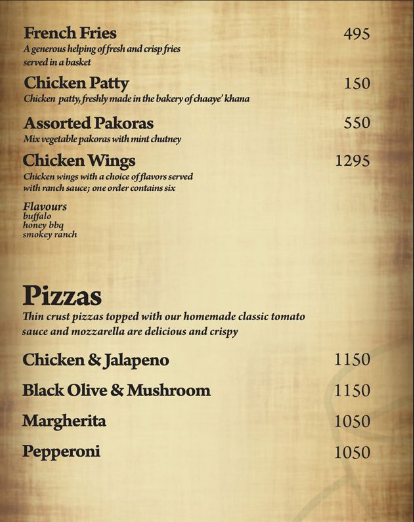 French Fries 495
A generous helping of fresh and crisp fries
served in a basket
Chicken Patty 150
Chicken patty, freshly made in the bakery of chaaye' khana
Assorted Pakoras 550
Mix vegetable pakoras with mint chutney
Chicken Wings 1295
Chicken wings with a choice of flavors served
with ranch sauce; one order contains six
Flavours
buffalo
honey bbq
smokey ranch
Pizzas
Thin crust pizzas topped with our homemade classic tomato
sauce and mozzarella are delicious and crispy
Chicken & Jalapeno 1150
Black Olive & Mushroom 1150
Margherita 1050
Pepperoni 1050